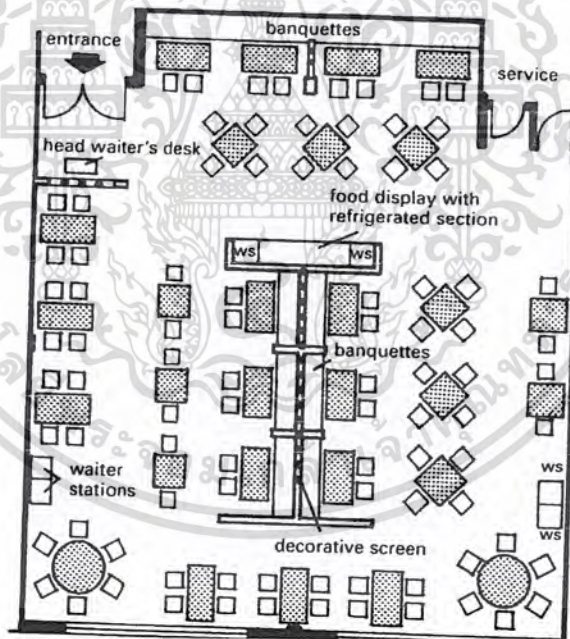 banquettes
entrance
service
head waiter's desk
food display with
refrigerated section
ws
ws
banquettes
waiter
stations
ws
ws
decorative screen